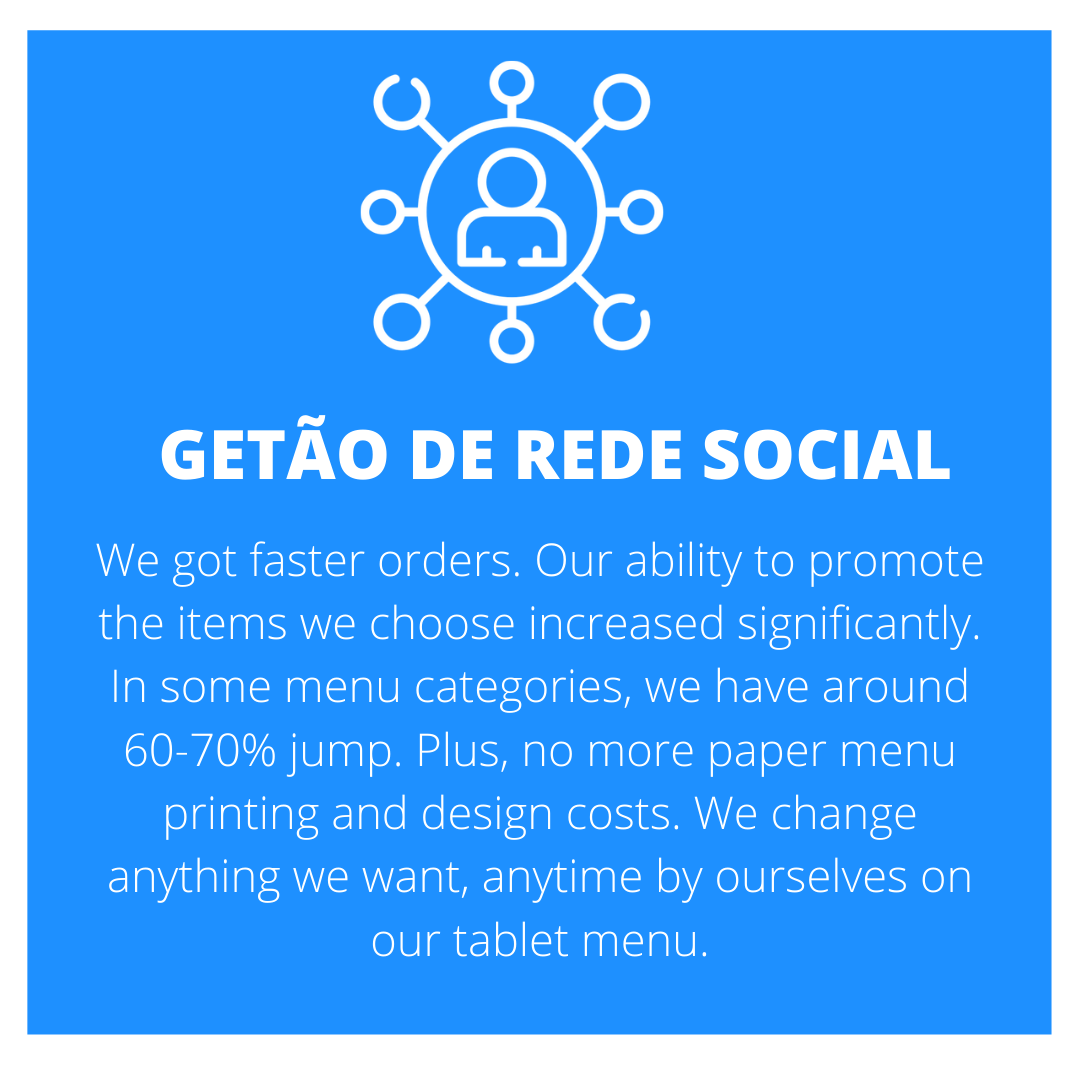 GETÃO DE REDE SOCIAL
We got faster orders. Our ability to promote
the items we choose increased significantly.
In some menu categories, we have around
60-70% jump. Plus, no more paper menu
printing and design costs. We change
anything we want, anytime by ourselves on
our tablet menu.